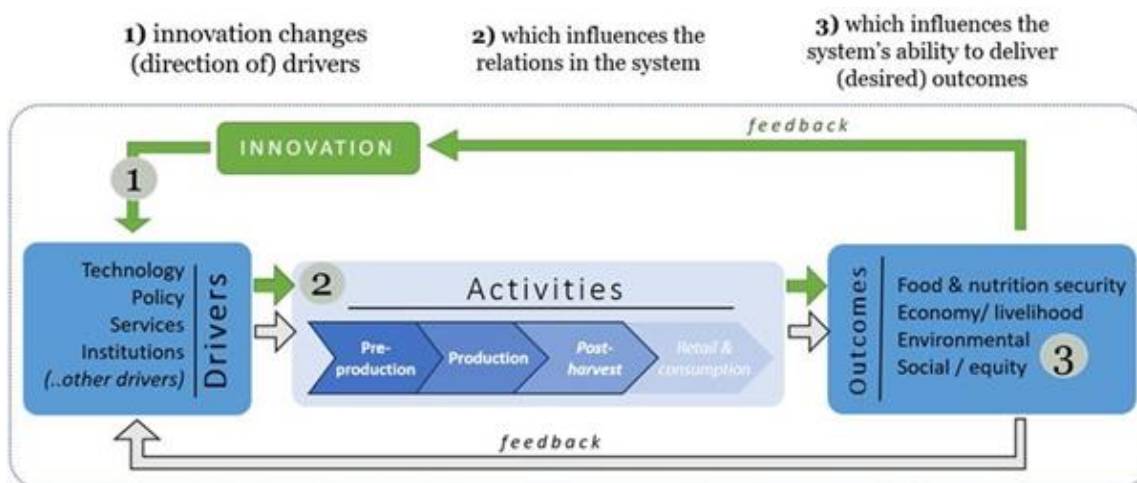 1) innovation changes
(direction of) drivers
2) which influences the
relations in the system
3) which influences the
system's ability to deliver
(desired) outcomes
feedback
INNOVATION
1
Technology
Policy
Services
Institutions
(..other drivers)
Drivers
2
Activities
Pre-
production
Production
Post-
harvest
Retail &
consumption
Outcomes
Food & nutrition security
Economy/ livelihood
Environmental
Social / equity
3
feedback